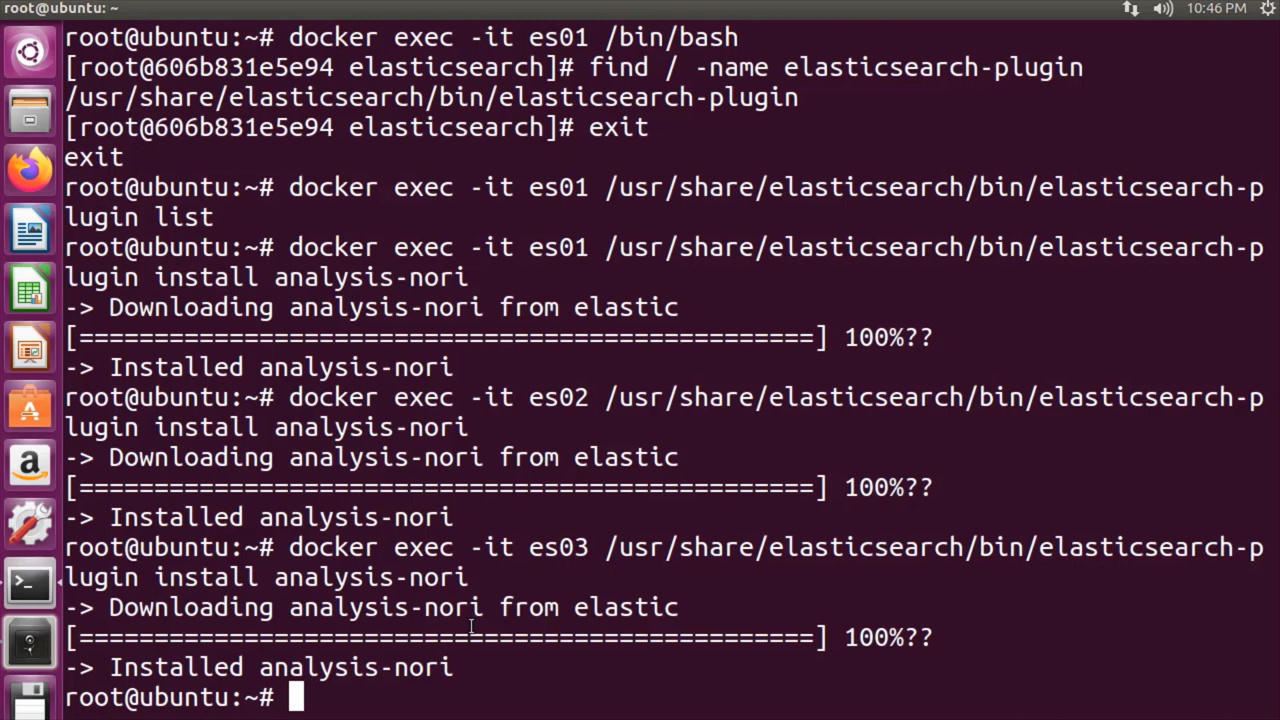 root@ubuntu: ~
10:46 PM
root@ubuntu:~# docker exec -it es01 /bin/bash
[root@606b831e5e94 elasticsearch]# find / -name elasticsearch-plugin
/usr/share/elasticsearch/bin/elasticsearch-plugin
[root@606b831e5e94 elasticsearch]# exit
exit
root@ubuntu:~# docker exec -it es01 /usr/share/elasticsearch/bin/elasticsearch-p
lugin list
root@ubuntu:~# docker exec -it es01 /usr/share/elasticsearch/bin/elasticsearch-p
lugin install analysis-nori
-> Downloading analysis-nori from elastic
[=================================================] 100%??
-> Installed analysis-nori
root@ubuntu:~# docker exec -it es02 /usr/share/elasticsearch/bin/elasticsearch-p
lugin install analysis-nori
-> Downloading analysis-nori from elastic
[=================================================] 100%??
-> Installed analysis-nori
root@ubuntu:~# docker exec -it es03 /usr/share/elasticsearch/bin/elasticsearch-p
lugin install analysis-nori
-> Downloading analysis-nori from elastic
[=================================================] 100%??
-> Installed analysis-nori
root@ubuntu:~#